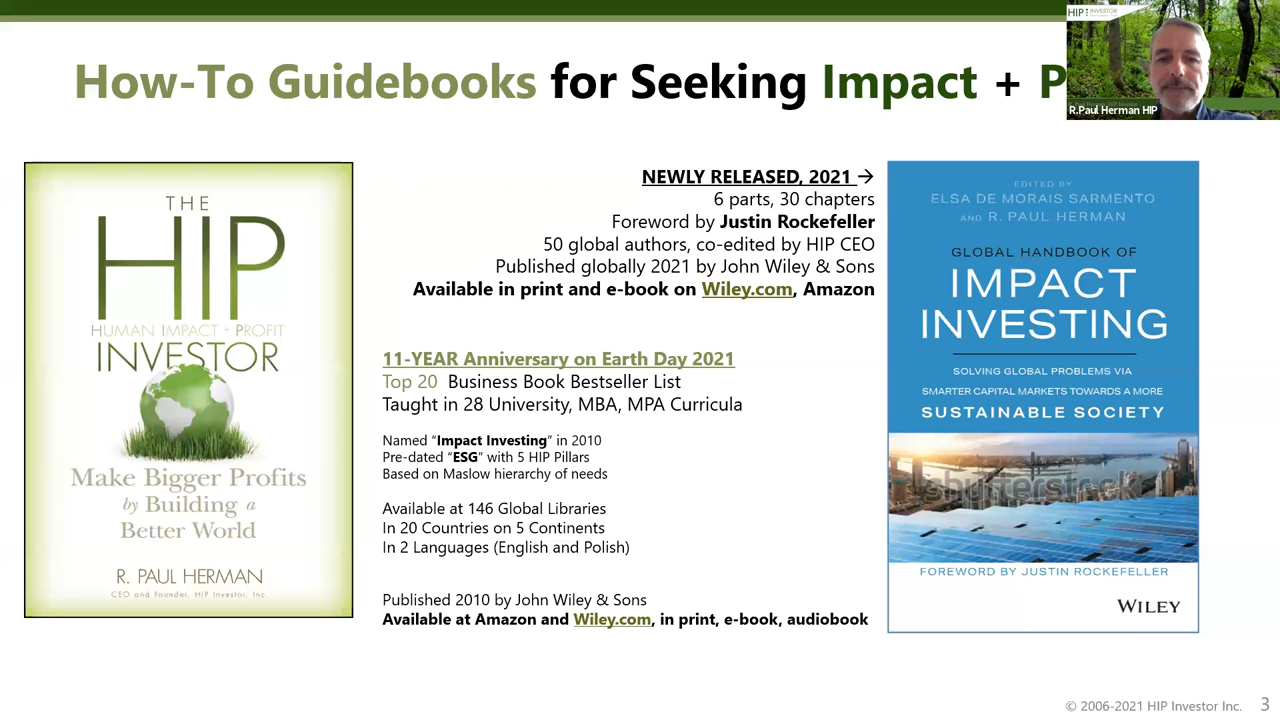 How-To Guidebooks for Seeking Impact + P
HIP INVESTOR
R.Paul Herman HIP
THE
HIP
HUMAN IMPACT + PROFIT
INVESTOR
Make Bigger Profits
by Building a
Better World
R. PAUL HERMAN
CEO and Founder, HIP Investor, Inc.
NEWLY RELEASED, 2021 →
6 parts, 30 chapters
Foreword by Justin Rockefeller
50 global authors, co-edited by HIP CEO
Published globally 2021 by John Wiley & Sons
Available in print and e-book on Wiley.com, Amazon
11-YEAR Anniversary on Earth Day 2021
Top 20 Business Book Bestseller List
Taught in 28 University, MBA, MPA Curricula
Named “Impact Investing” in 2010
Pre-dated “ESG” with 5 HIP Pillars
Based on Maslow hierarchy of needs
Available at 146 Global Libraries
In 20 Countries on 5 Continents
In 2 Languages (English and Polish)
Published 2010 by John Wiley & Sons
Available at Amazon and Wiley.com, in print, e-book, audiobook
EDITED BY
ELSA DE MORAIS SARMENTO
AND R. PAUL HERMAN
GLOBAL HANDBOOK OF
IMPACT
INVESTING
SOLVING GLOBAL PROBLEMS VIA
SMARTER CAPITAL MARKETS TOWARDS A MORE
SUSTAINABLE SOCIETY
shutterstock
FOREWORD BY JUSTIN ROCKEFELLER
WILEY
© 2006-2021 HIP Investor Inc. 3